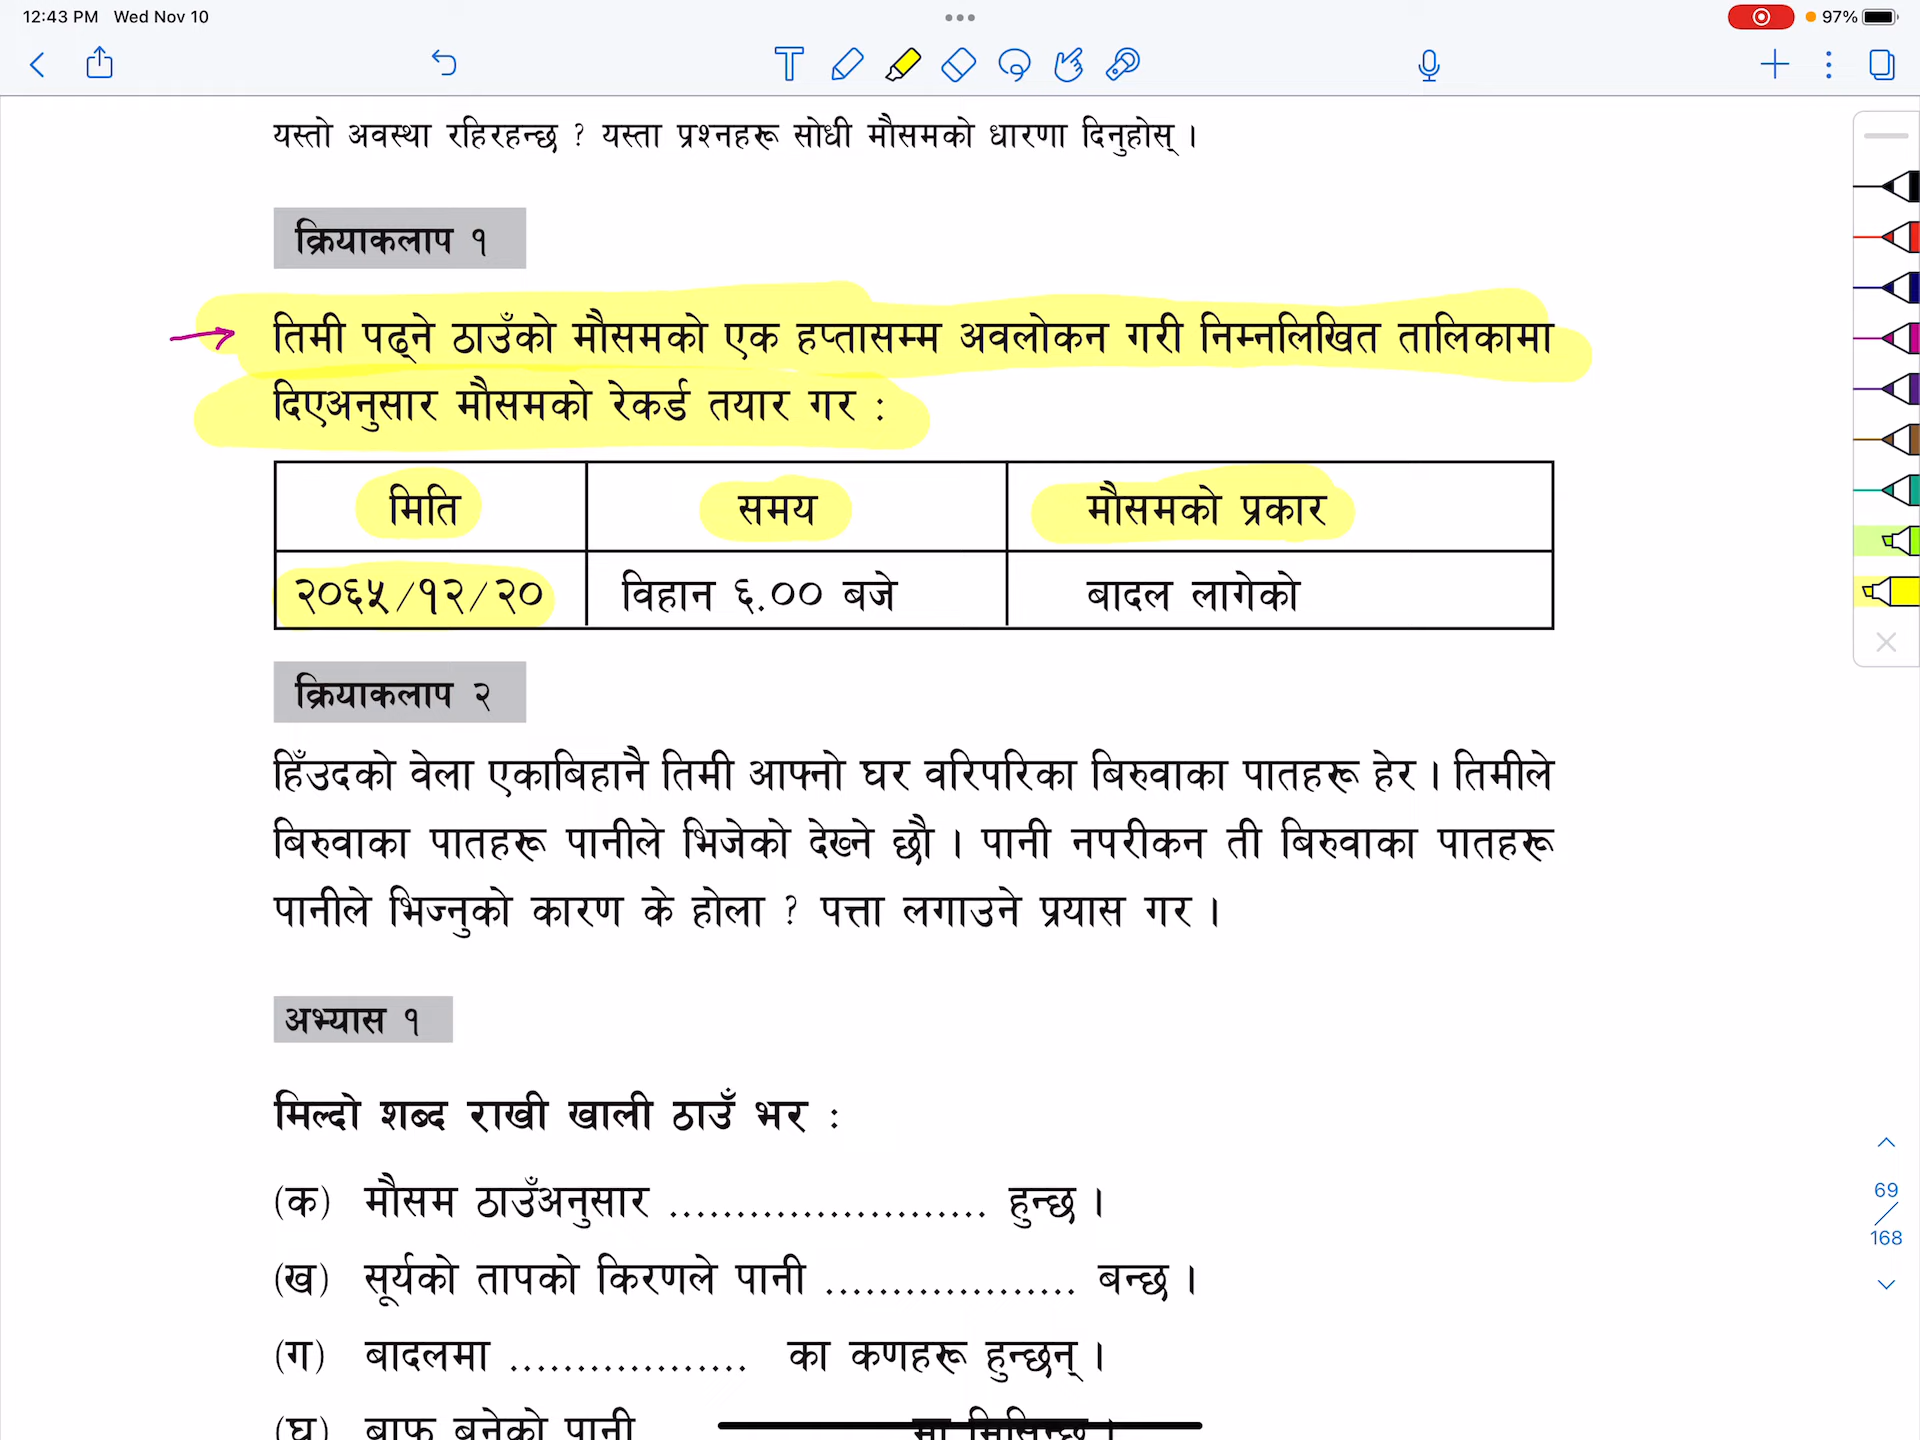 12:43 PM Wed Nov 10
97%
यस्तो अवस्था रहिरहन्छ ? यस्ता प्रश्नहरू सोधी मौसमको धारणा दिनुहोस् ।
क्रियाकलाप १
तिमी पढ्ने ठाउँको मौसमको एक हप्तासम्म अवलोकन गरी निम्नलिखित तालिकामा
दिएअनुसार मौसमको रेकर्ड तयार गर :
मिति समय मौसमको प्रकार
२०६५/१२/२० विहान ६.०० बजे बादल लागेको
क्रियाकलाप २
हिँउदको वेला एकाबिहानै तिमी आफ्नो घर वरिपरिका बिरुवाका पातहरू हेर । तिमीले
बिरुवाका पातहरू पानीले भिजेको देख्ने छौ । पानी नपरीकन ती बिरुवाका पातहरू
पानीले भिज्नुको कारण के होला ? पत्ता लगाउने प्रयास गर ।
अभ्यास १
मिल्दो शब्द राखी खाली ठाउँ भर :
(क) मौसम ठाउँअनुसार ........................ हुन्छ ।
(ख) सूर्यको तापको किरणले पानी ................... बन्छ ।
(ग) बादलमा .................. का कणहरू हुन्छन् ।
(घ) बाफ बनेको पानी मा मिसिन्छ ।
69
/
168